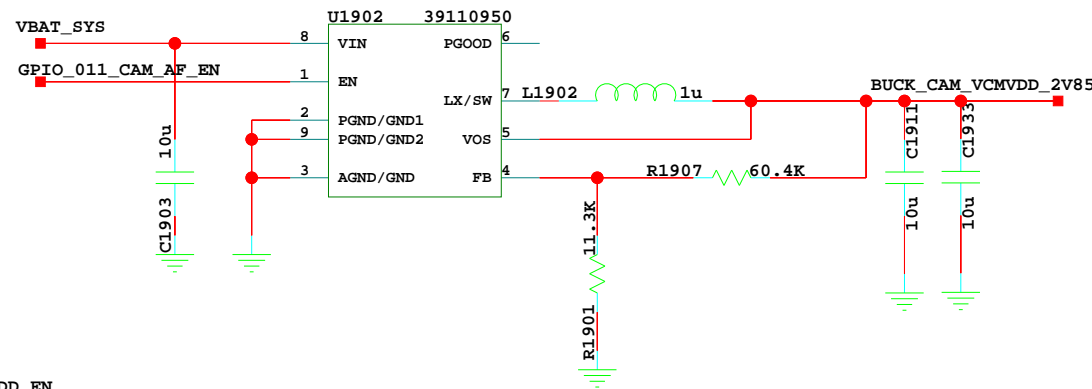 U1902 39110950
VBAT_SYS
8 VIN PGOOD 6
GPIO_011_CAM_AF_EN
1 EN
LX/SW 7 L1902 1u BUCK_CAM_VCMVDD_2V85
2 PGND/GND1
9 PGND/GND2 VOS 5
3 AGND/GND FB 4 R1907 60.4K
10u
C1903
11.3K
R1901
C1911
10u
C1933
10u
DD_EN